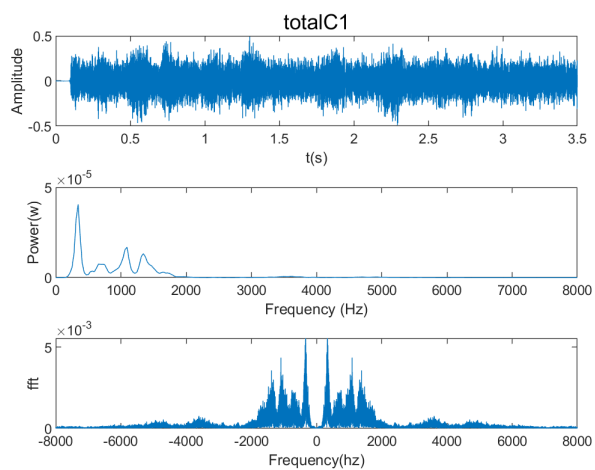 totalC1
0.5
0
-0.5
Amplitude
0 0.5 1 1.5 2 2.5 3 3.5
t(s)
×10-5
5
0
Power(w)
0 1000 2000 3000 4000 5000 6000 7000 8000
Frequency (Hz)
×10-3
5
0
fft
-8000 -6000 -4000 -2000 0 2000 4000 6000 8000
Frequency(hz)